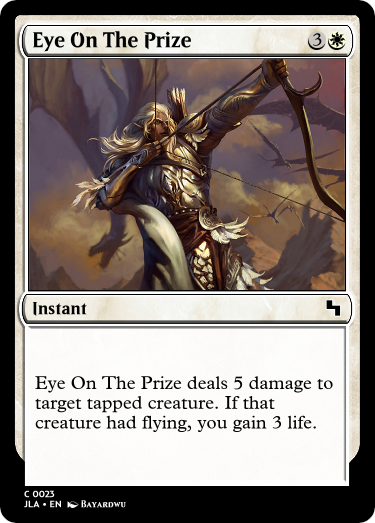 Eye On The Prize 3
Instant
Eye On The Prize deals 5 damage to
target tapped creature. If that
creature had flying, you gain 3 life.
C 0023
JLA • EN Bayardwu